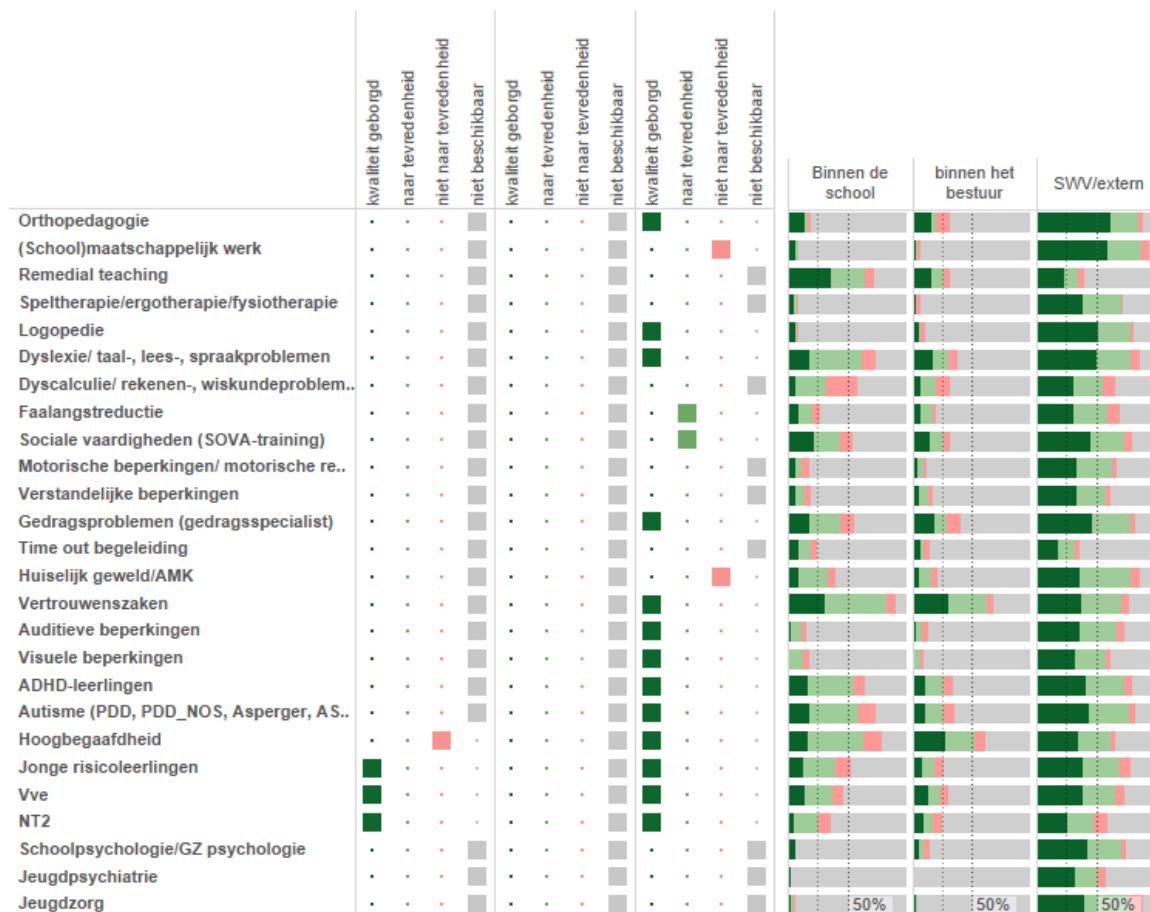 kwaliteit geborgd
naar tevredenheid
niet naar tevredenheid
niet beschikbaar
kwaliteit geborgd
naar tevredenheid
niet naar tevredenheid
niet beschikbaar
kwaliteit geborgd
naar tevredenheid
niet naar tevredenheid
niet beschikbaar
Binnen de
school
binnen het
bestuur
SWV/extern
Orthopedagogie
(School)maatschappelijk werk
Remedial teaching
Speltherapie/ergotherapie/fysiotherapie
Logopedie
Dyslexie/ taal-, lees-, spraakproblemen
Dyscalculie/ rekenen-, wiskundeproblem..
Faalangstreductie
Sociale vaardigheden (SOVA-training)
Motorische beperkingen/ motorische re..
Verstandelijke beperkingen
Gedragsproblemen (gedragsspecialist)
Time out begeleiding
Huiselijk geweld/AMK
Vertrouwenszaken
Auditieve beperkingen
Visuele beperkingen
ADHD-leerlingen
Autisme (PDD, PDD_NOS, Asperger, AS..
Hoogbegaafdheid
Jonge risicoleerlingen
Vve
NT2
Schoolpsychologie/GZ psychologie
Jeugdpsychiatrie
Jeugdzorg 50% 50% 50%